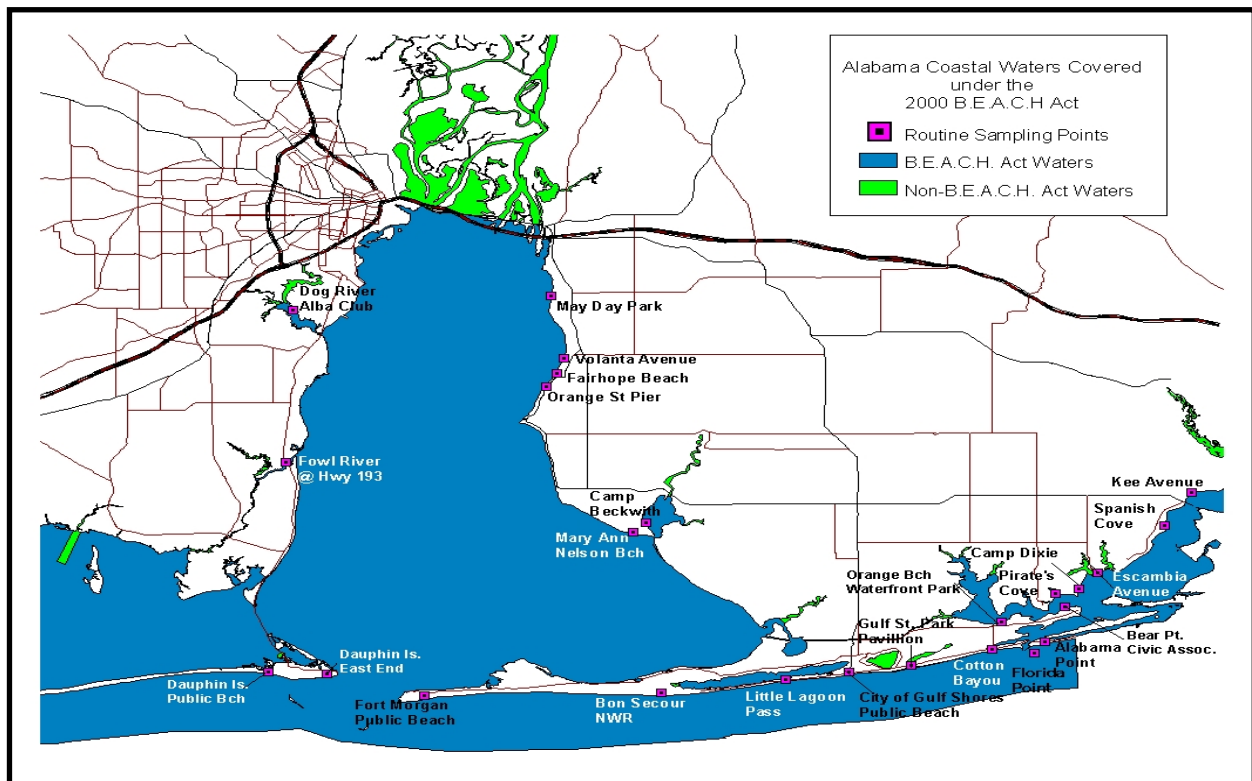 Alabama Coastal Waters Covered
under the
2000 B.E.A.C.H Act
Routine Sampling Points
B.E.A.C.H. Act Waters
Non-B.E.A.C.H. Act Waters
Dog River
Alba Club
May Day Park
Volanta Avenue
Fairhope Beach
Orange St Pier
Fowl River
@ Hwy 193
Camp
Beckwith
Mary Ann
Nelson Bch
Kee Avenue
Spanish
Cove
Camp Dixie
Orange Bch
Waterfront Park
Pirate's
Cove
Escambia
Avenue
Gulf St. Park
Pavillion
Bear Pt.
Civic Assoc.
Alabama
Point
Florida
Point
Cotton
Bayou
Dauphin Is.
East End
Dauphin Is.
Public Bch
Fort Morgan
Public Beach
Bon Secour
NWR
Little Lagoon
Pass
City of Gulf Shores
Public Beach